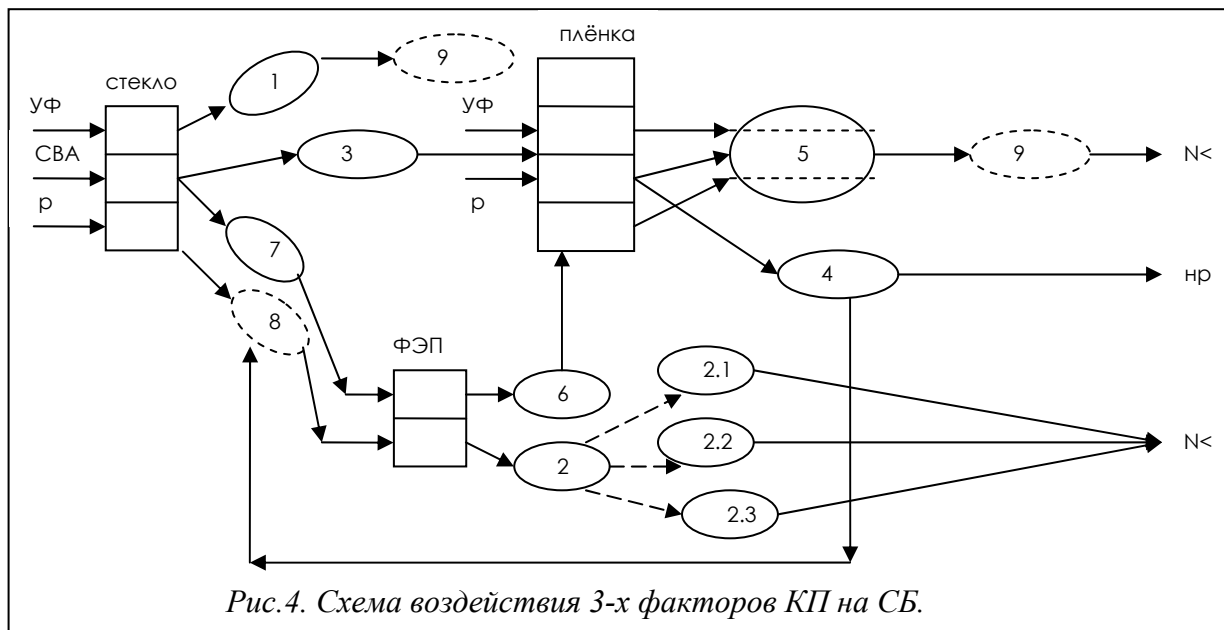 плёнка
9
1
стекло
УФ
УФ
СВА
3
5
9
N<
р
р
7
4
нр
8
ФЭП
2.1
6
2.2
N<
2
2.3
Рис.4. Схема воздействия 3-х факторов КП на СБ.